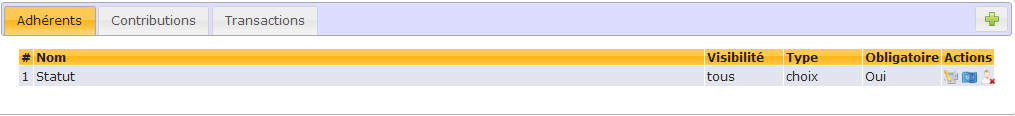 Adhérents Contributions Transactions
# Nom Visibilité Type Obligatoire Actions
1 Statut tous choix Oui